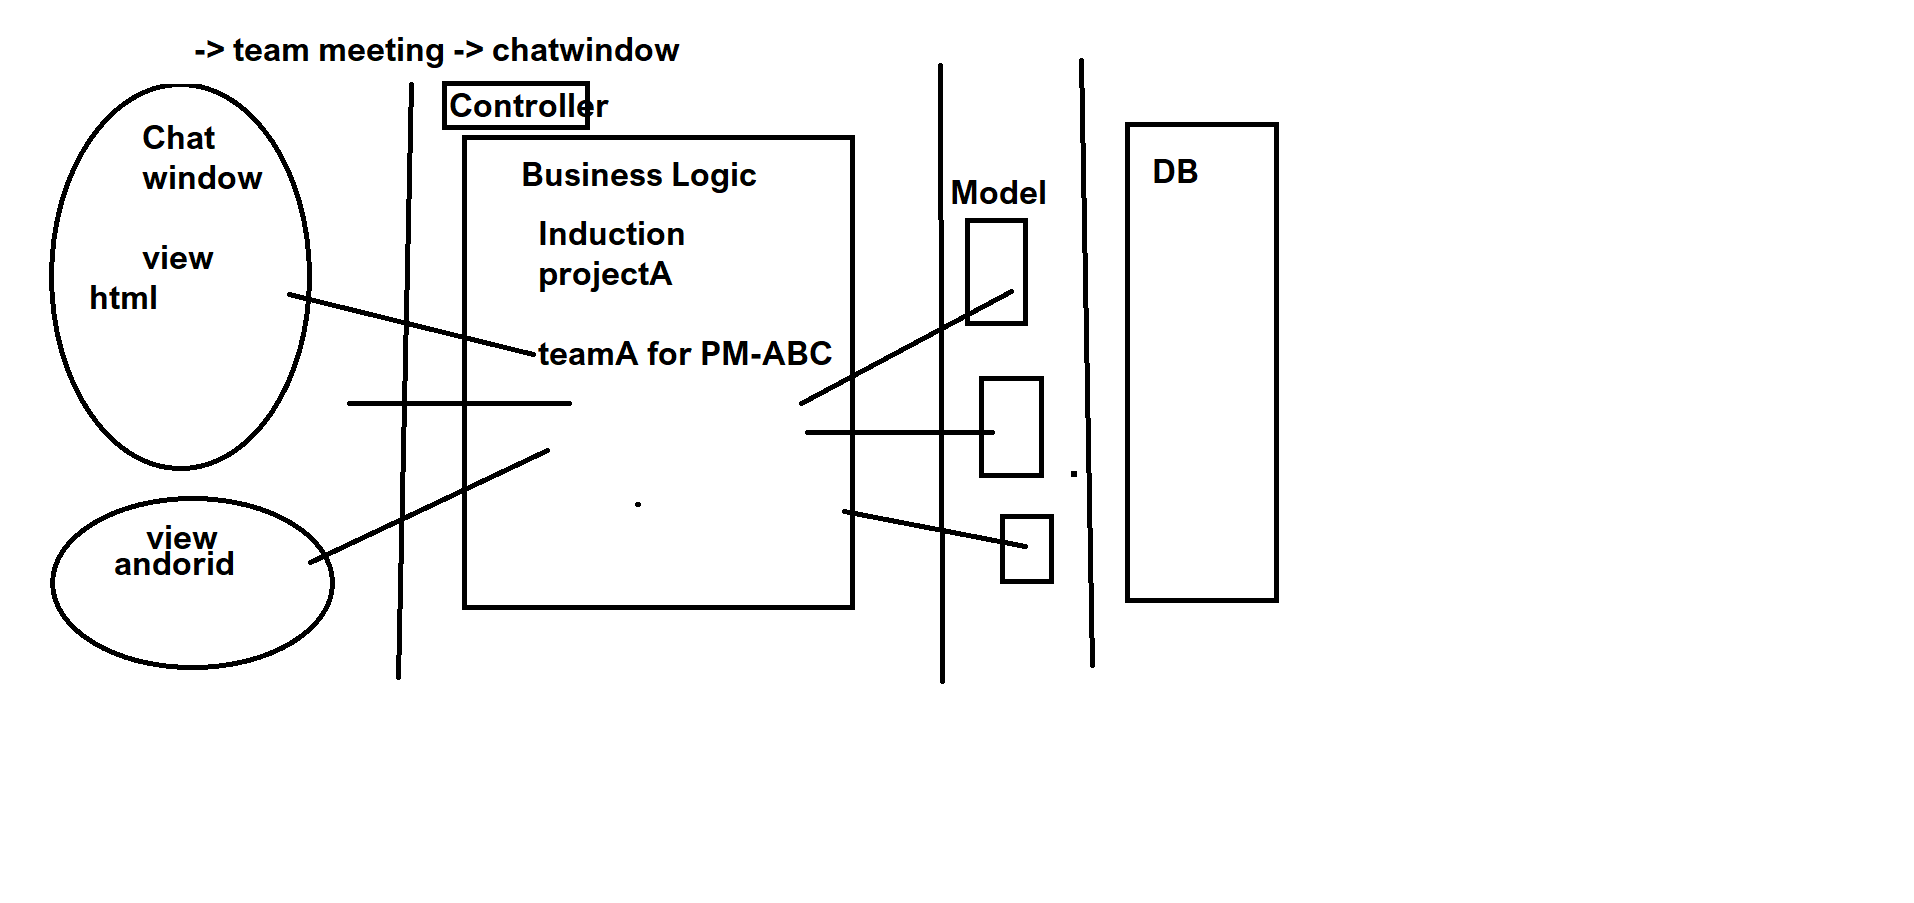 -> team meeting -> chatwindow
Controller
Chat
window
view
html
Business Logic
Induction
projectA
teamA for PM-ABC
Model
DB
view
andorid